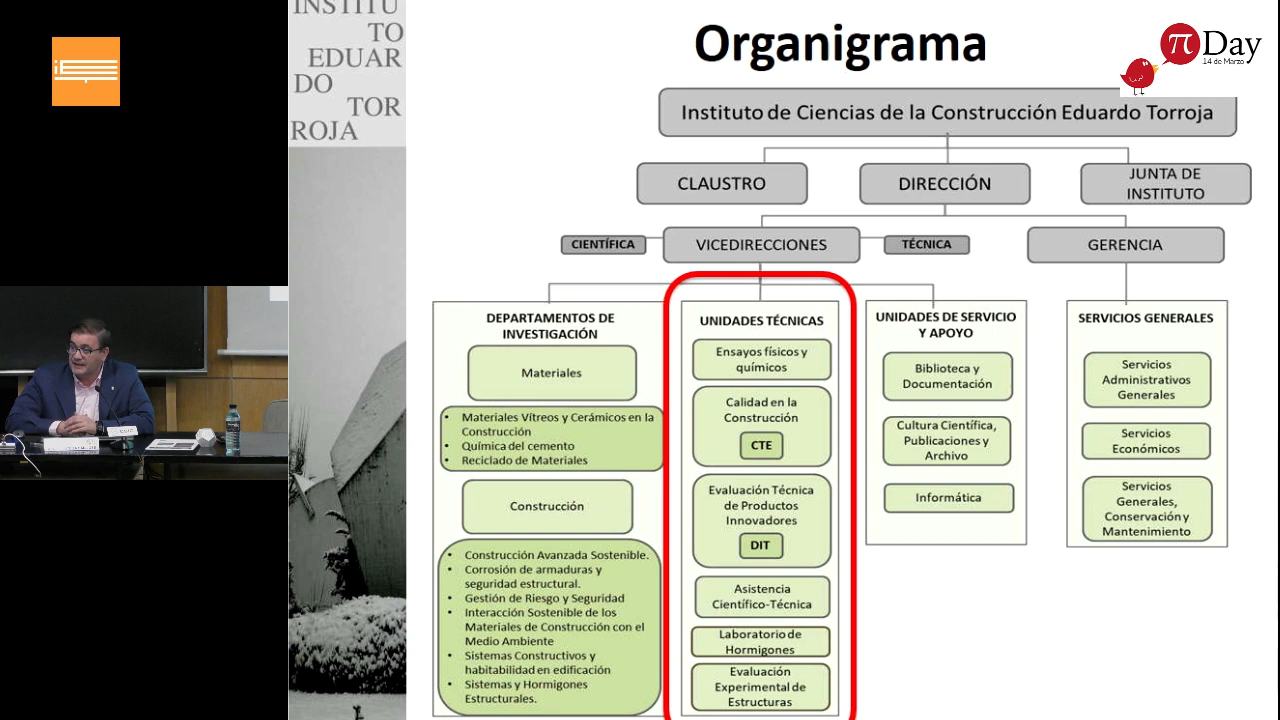 INSTITU
TO
EDUAR
DO
TOR
ROJA
Organigrama
π Day
14 de Marzo
Instituto de Ciencias de la Construcción Eduardo Torroja
CLAUSTRO
DIRECCIÓN
JUNTA DE
INSTITUTO
CIENTÍFICA
VICEDIRECCIONES
TÉCNICA
GERENCIA
DEPARTAMENTOS DE
INVESTIGACIÓN
Materiales
• Materiales Vítreos y Cerámicos en la
Construcción
• Química del cemento
• Reciclado de Materiales
Construcción
• Construcción Avanzada Sostenible.
• Corrosión de armaduras y
seguridad estructural.
• Gestión de Riesgo y Seguridad
• Interacción Sostenible de los
Materiales de Construcción con el
Medio Ambiente
• Sistemas Constructivos y
habitabilidad en edificación
• Sistemas y Hormigones
Estructurales.
UNIDADES TÉCNICAS
Ensayos físicos y
químicos
Calidad en la
Construcción
CTE
Evaluación Técnica
de Productos
Innovadores
DIT
Asistencia
Científico-Técnica
Laboratorio de
Hormigones
Evaluación
Experimental de
Estructuras
UNIDADES DE SERVICIO
Y APOYO
Biblioteca y
Documentación
Cultura Científica,
Publicaciones y
Archivo
Informática
SERVICIOS GENERALES
Servicios
Administrativos
Generales
Servicios
Económicos
Servicios
Generales,
Conservación y
Mantenimiento